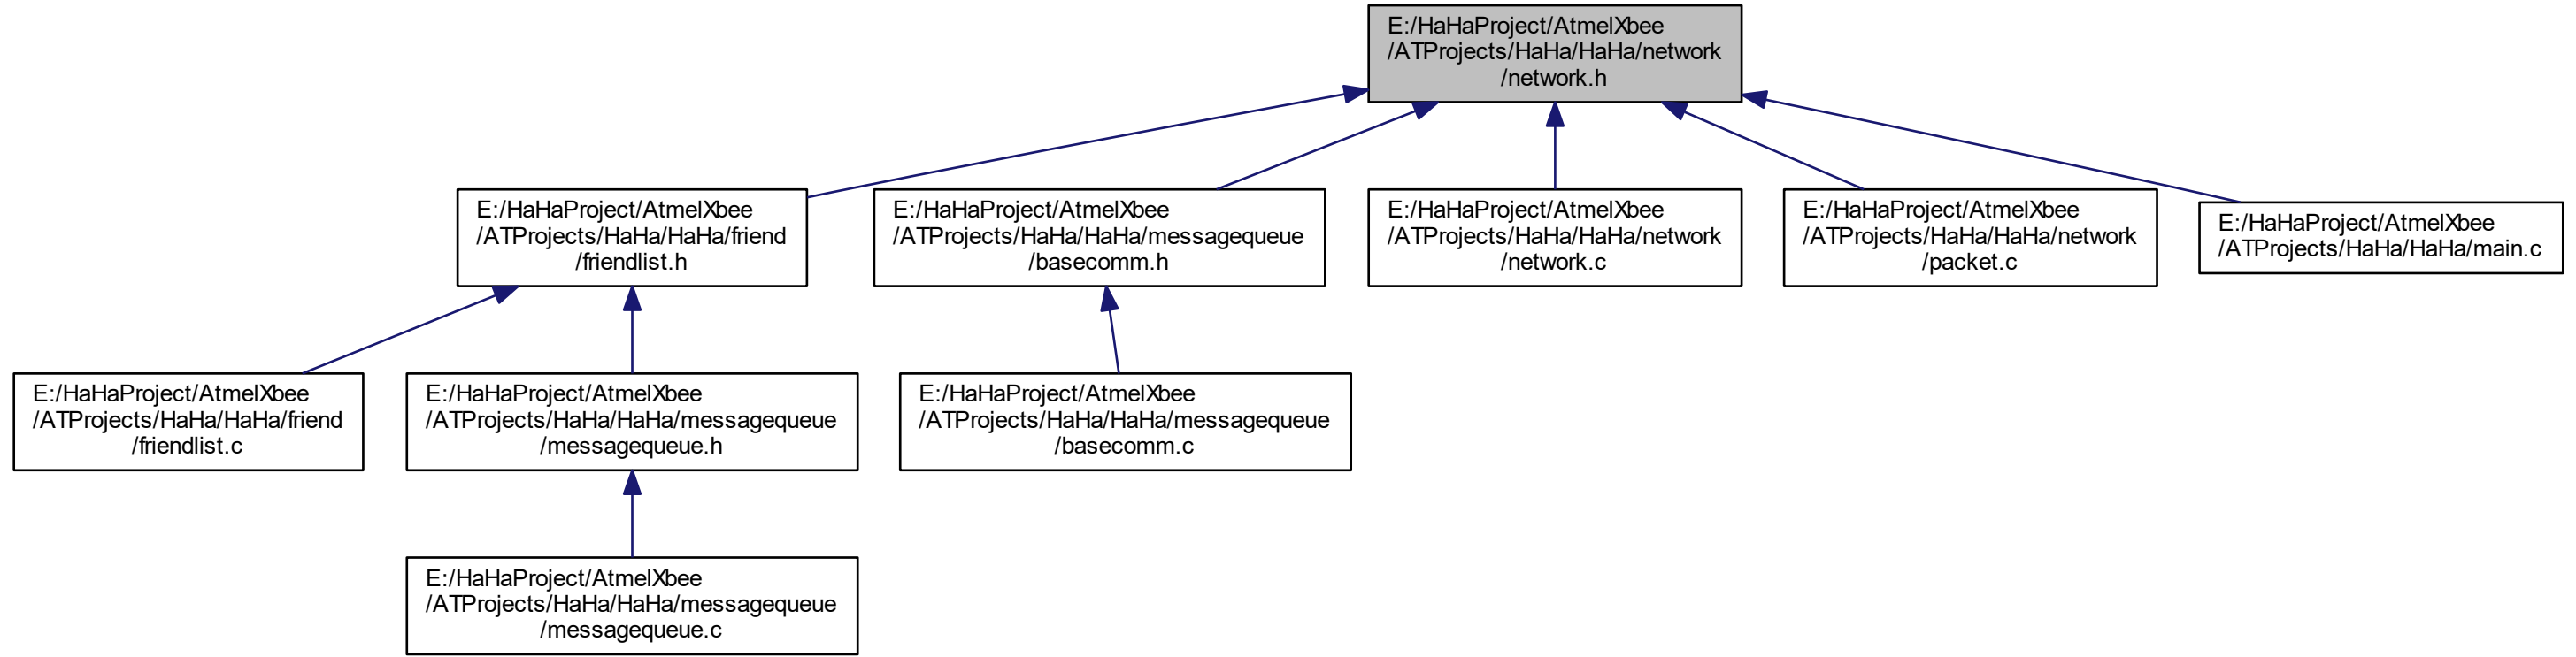 E:/HaHaProject/AtmelXbee
/ATProjects/HaHa/HaHa/network
/network.h
E:/HaHaProject/AtmelXbee
/ATProjects/HaHa/HaHa/friend
/friendlist.h
E:/HaHaProject/AtmelXbee
/ATProjects/HaHa/HaHa/messagequeue
/basecomm.h
E:/HaHaProject/AtmelXbee
/ATProjects/HaHa/HaHa/network
/network.c
E:/HaHaProject/AtmelXbee
/ATProjects/HaHa/HaHa/network
/packet.c
E:/HaHaProject/AtmelXbee
/ATProjects/HaHa/HaHa/main.c
E:/HaHaProject/AtmelXbee
/ATProjects/HaHa/HaHa/friend
/friendlist.c
E:/HaHaProject/AtmelXbee
/ATProjects/HaHa/HaHa/messagequeue
/messagequeue.h
E:/HaHaProject/AtmelXbee
/ATProjects/HaHa/HaHa/messagequeue
/basecomm.c
E:/HaHaProject/AtmelXbee
/ATProjects/HaHa/HaHa/messagequeue
/messagequeue.c